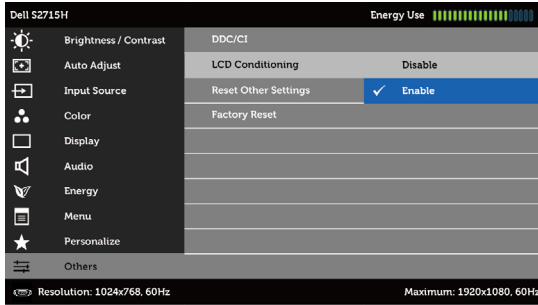 Dell S2715H Energy Use
Brightness / Contrast DDC/CI
Auto Adjust LCD Conditioning Disable
Input Source Reset Other Settings Enable
Color Factory Reset
Display
Audio
Energy
Menu
Personalize
Others
Resolution: 1024x768, 60Hz Maximum: 1920x1080, 60Hz